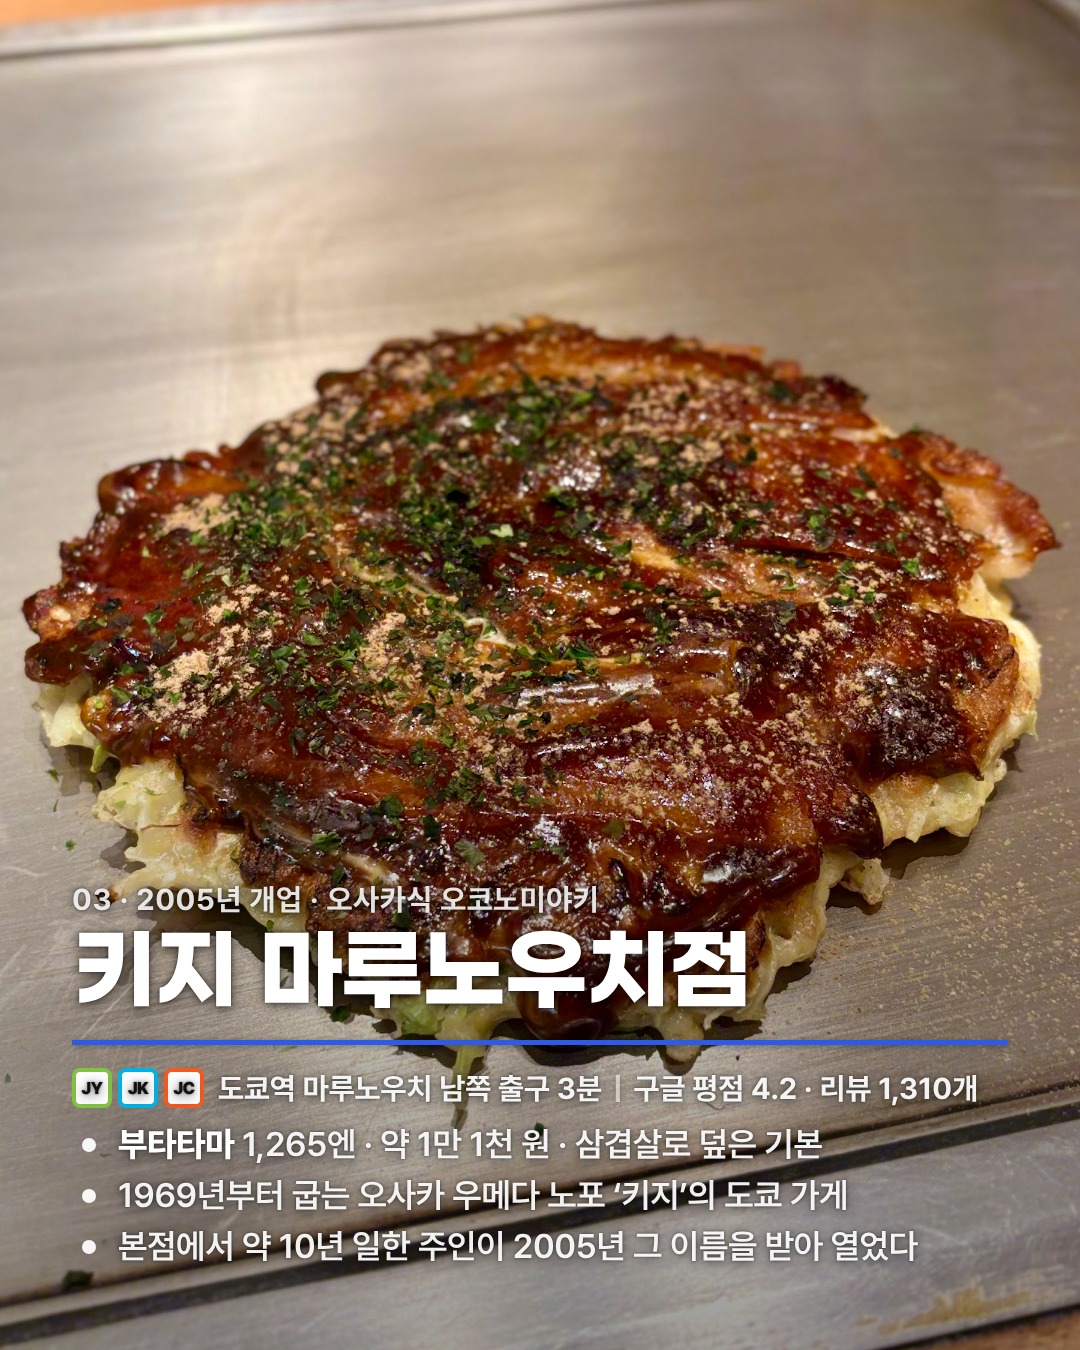 03 · 2005년 개업 · 오사카식 오코노미야키
키지 마루노우치점
JY JK JC 도쿄역 마루노우치 남쪽 출구 3분 | 구글 평점 4.2 · 리뷰 1,310개
• 부타타마 1,265엔 · 약 1만 1천 원 · 삼겹살로 덮은 기본
• 1969년부터 굽는 오사카 우메다 노포 ‘키지’의 도쿄 가게
• 본점에서 약 10년 일한 주인이 2005년 그 이름을 받아 열었다